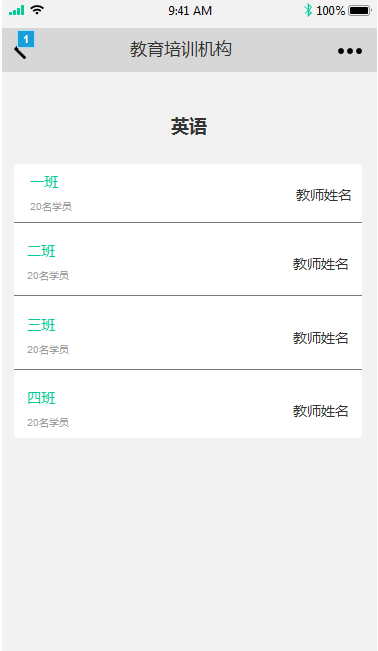 9:41 AM
100%
1
教育培训机构
英语
一班
20名学员
教师姓名
二班
20名学员
教师姓名
三班
20名学员
教师姓名
四班
20名学员
教师姓名